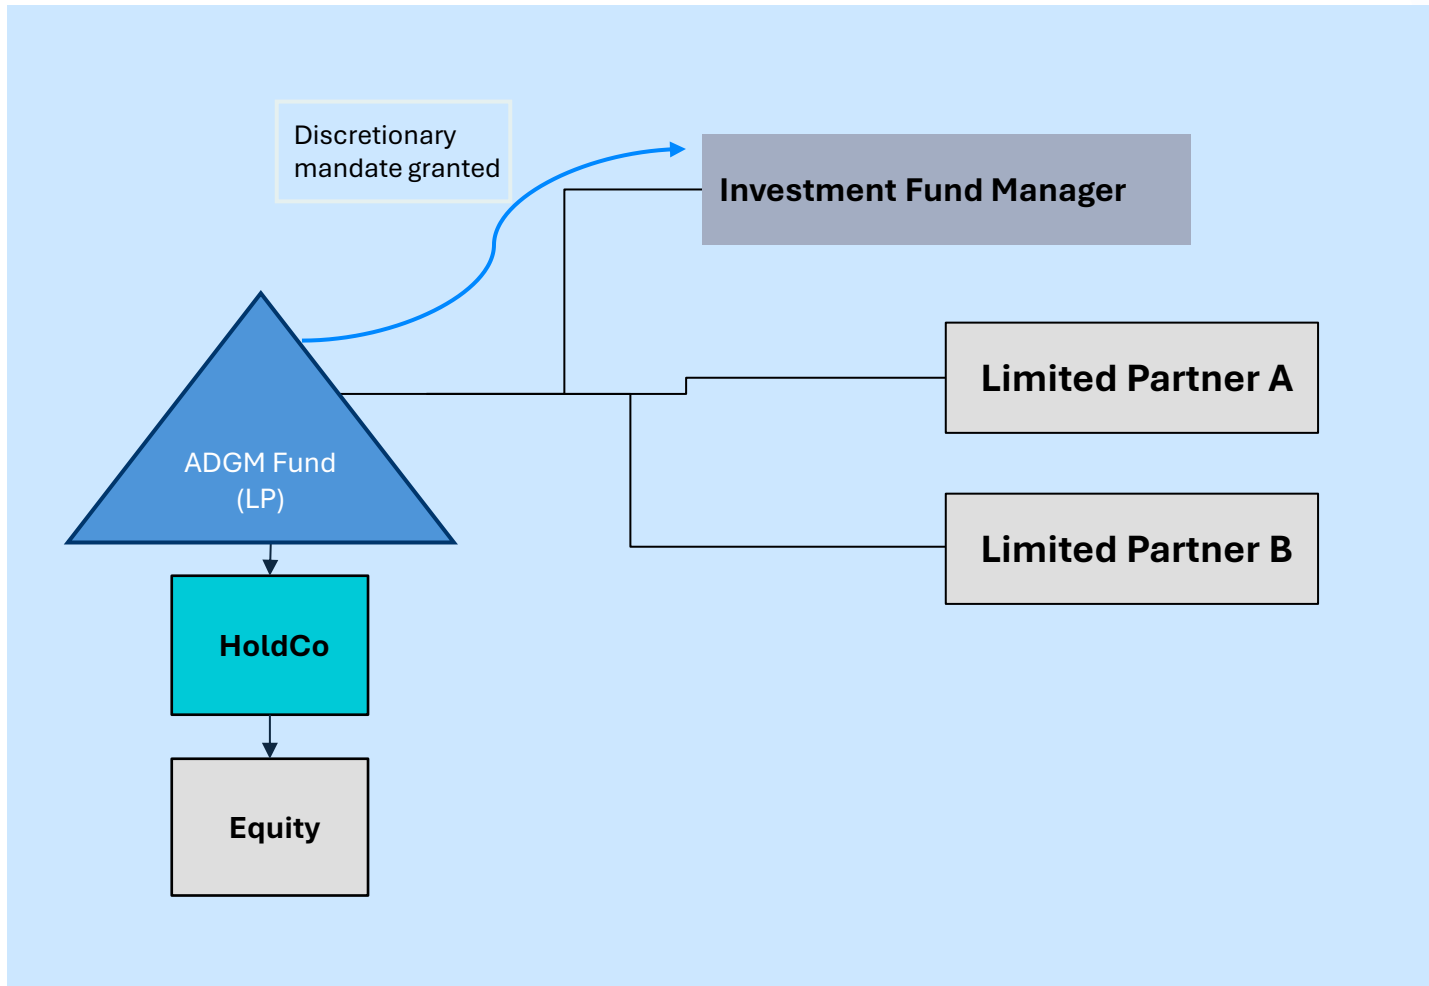 Discretionary
mandate granted
Investment Fund Manager
Limited Partner A
ADGM Fund
(LP)
Limited Partner B
HoldCo
Equity